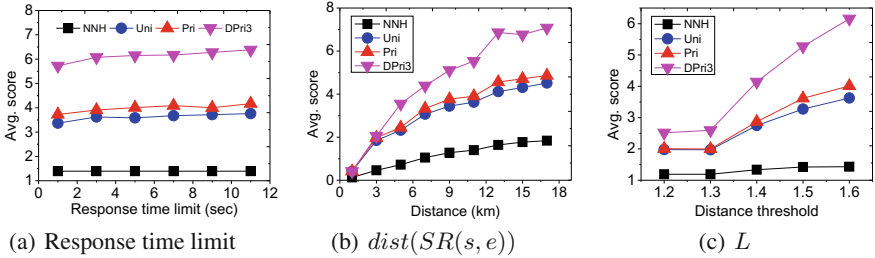 NNH Uni Pri DPri3
Avg. score
8
7
6
5
4
3
2
1
0 2 4 6 8 10 12
Response time limit (sec)
(a) Response time limit
NNH
Uni
Pri
DPri3
Avg. score
8
6
4
2
0
0 3 6 9 12 15 18
Distance (km)
(b) dist(SR(s, e))
NNH
Uni
Pri
DPri3
Avg. score
6
5
4
3
2
1
1.2 1.3 1.4 1.5 1.6
Distance threshold
(c) L